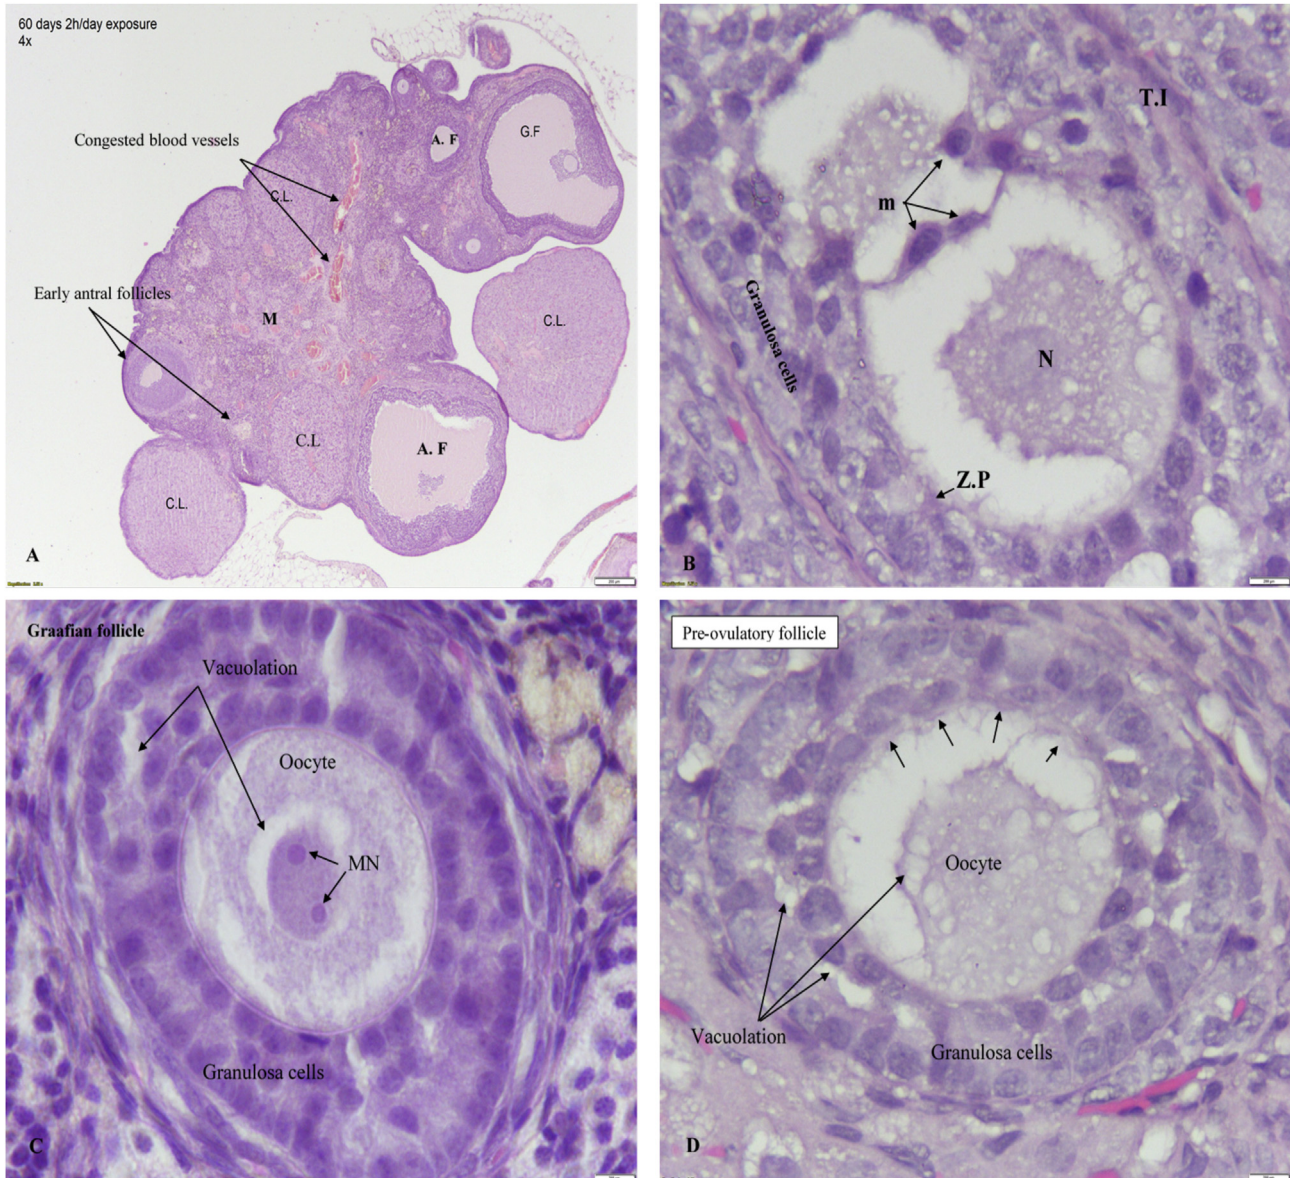 60 days 2h/day exposure
4x
Congested blood vessels
A. F
G.F
C.L.
Early antral follicles
M
C.L.
C.L
A. F
C.L.
A
T.I
m
Granulosa cells
N
Z.P
B
Graafian follicle
Vacuolation
Oocyte
MN
Granulosa cells
C
Pre-ovulatory follicle
Oocyte
Vacuolation
Granulosa cells
D